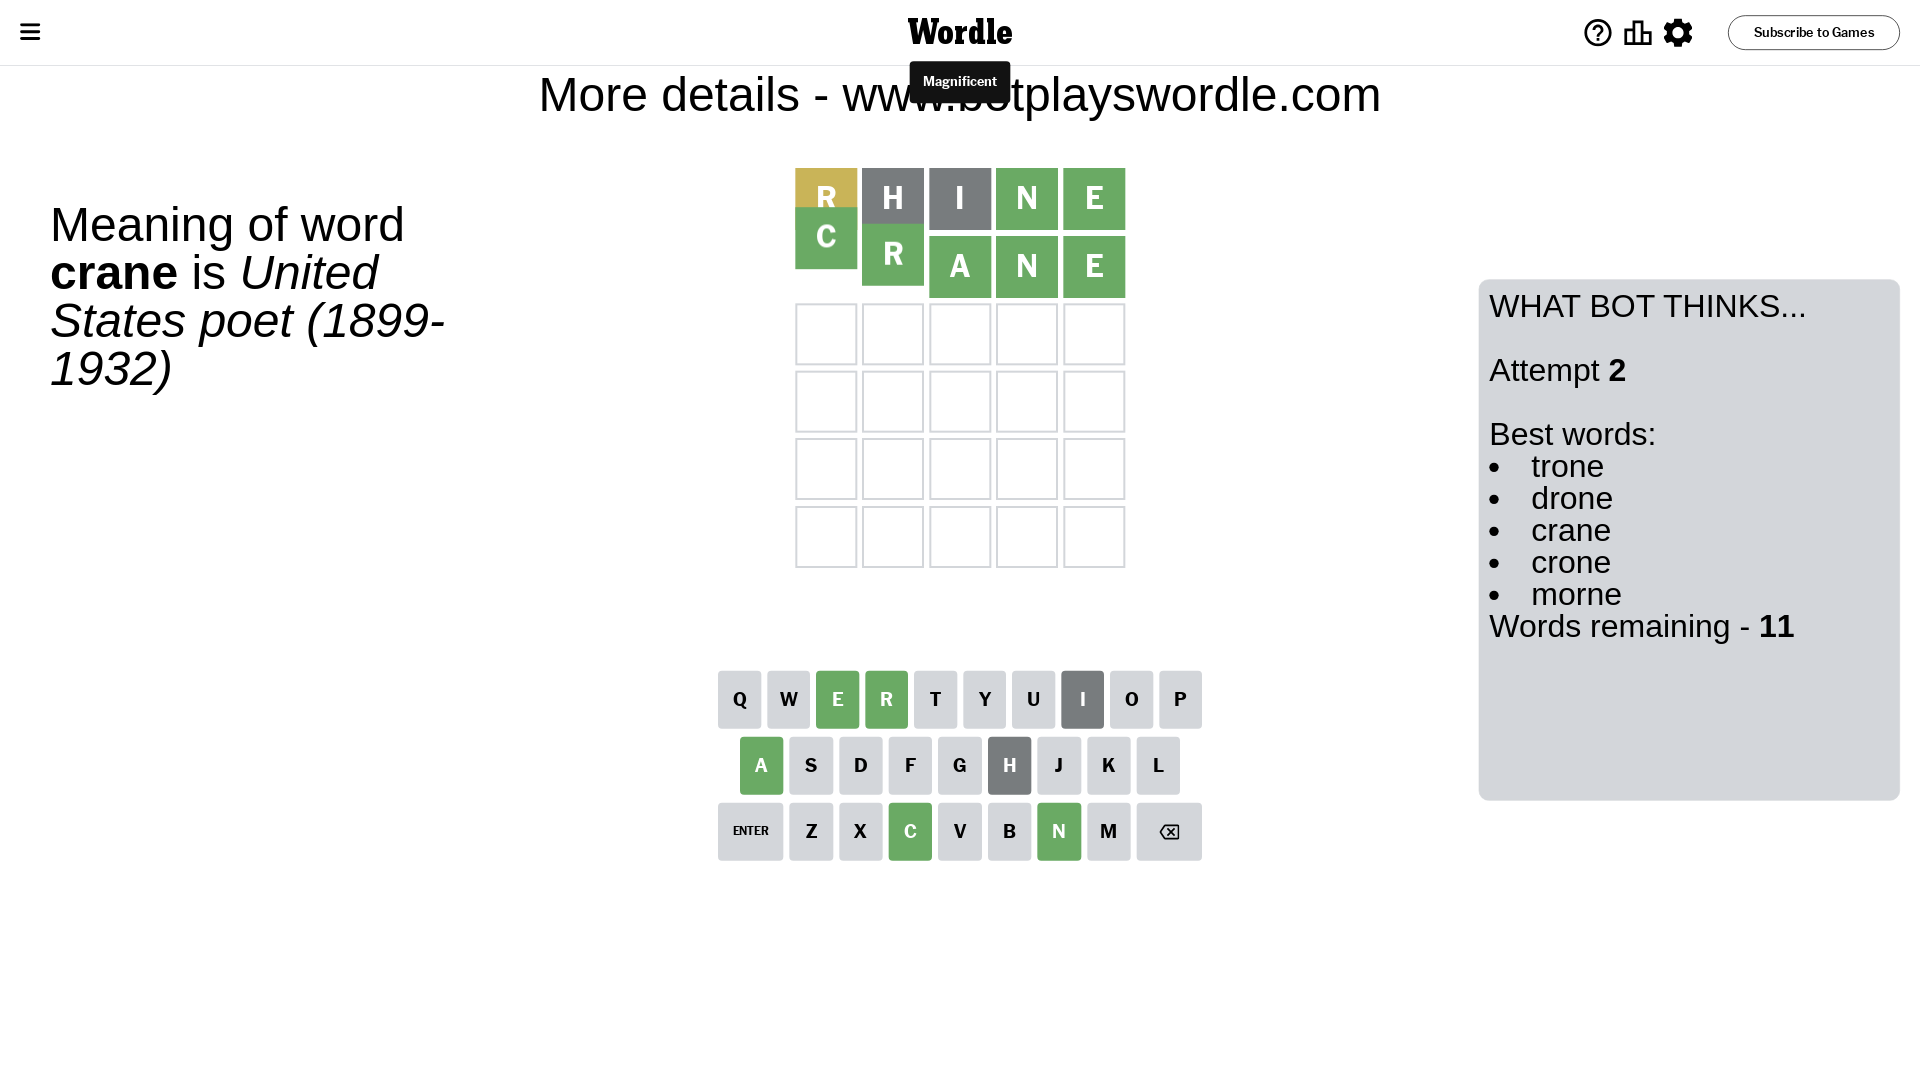 Wordle
Subscribe to Games
Magnificent
More details - www.botplayswordle.com
Meaning of word
crane is United
States poet (1899-
1932)
R H I N E
C R A N E
WHAT BOT THINKS...
Attempt 2
Best words:
• trone
• drone
• crane
• crone
• morne
Words remaining - 11
Q W E R T Y U I O P
A S D F G H J K L
ENTER Z X C V B N M